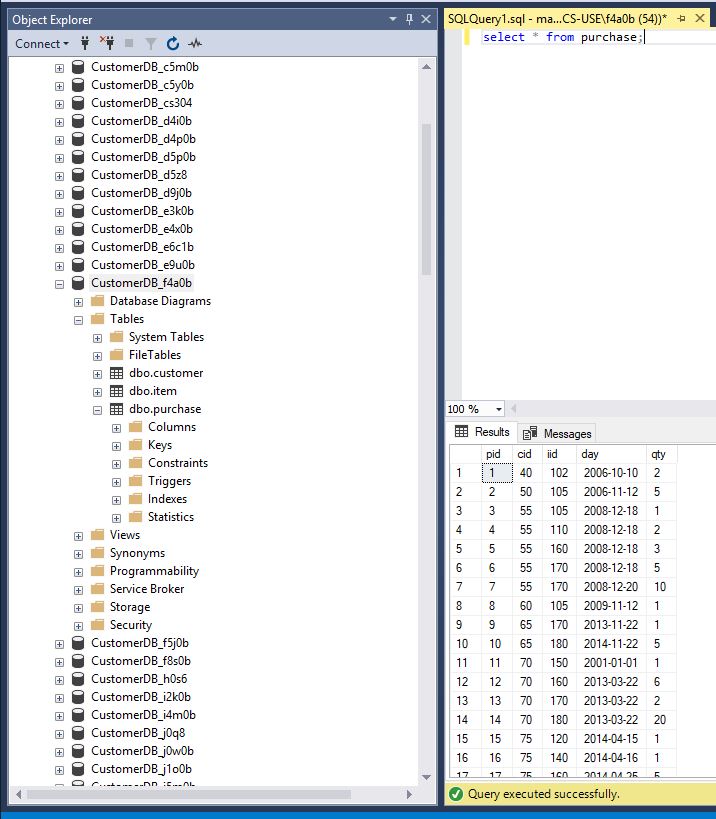 Object Explorer
Connect
CustomerDB_c5m0b
CustomerDB_c5y0b
CustomerDB_cs304
CustomerDB_d4i0b
CustomerDB_d4p0b
CustomerDB_d5p0b
CustomerDB_d5z8
CustomerDB_d9j0b
CustomerDB_e3k0b
CustomerDB_e4x0b
CustomerDB_e6c1b
CustomerDB_e9u0b
CustomerDB_f4a0b
Database Diagrams
Tables
System Tables
FileTables
dbo.customer
dbo.item
dbo.purchase
Columns
Keys
Constraints
Triggers
Indexes
Statistics
Views
Synonyms
Programmability
Service Broker
Storage
Security
CustomerDB_f5j0b
CustomerDB_f8s0b
CustomerDB_h0s6
CustomerDB_i2k0b
CustomerDB_i4m0b
CustomerDB_j0q8
CustomerDB_j0w0b
CustomerDB_j1o0b
SQLQuery1.sql - ma...CS-USE\f4a0b (54))*
select * from purchase;
100 %
Results Messages
pid cid iid day qty
1 1 40 102 2006-10-10 2
2 2 50 105 2006-11-12 5
3 3 55 105 2008-12-18 1
4 4 55 110 2008-12-18 2
5 5 55 160 2008-12-18 3
6 6 55 170 2008-12-18 5
7 7 55 170 2008-12-20 10
8 8 60 105 2009-11-12 1
9 9 65 170 2013-11-22 1
10 10 65 180 2014-11-22 5
11 11 70 150 2001-01-01 1
12 12 70 160 2013-03-22 6
13 13 70 170 2013-03-22 2
14 14 70 180 2013-03-22 20
15 15 75 120 2014-04-15 1
16 16 75 140 2014-04-16 1
17 17 75 160 2014-04-25 5
Query executed successfully.